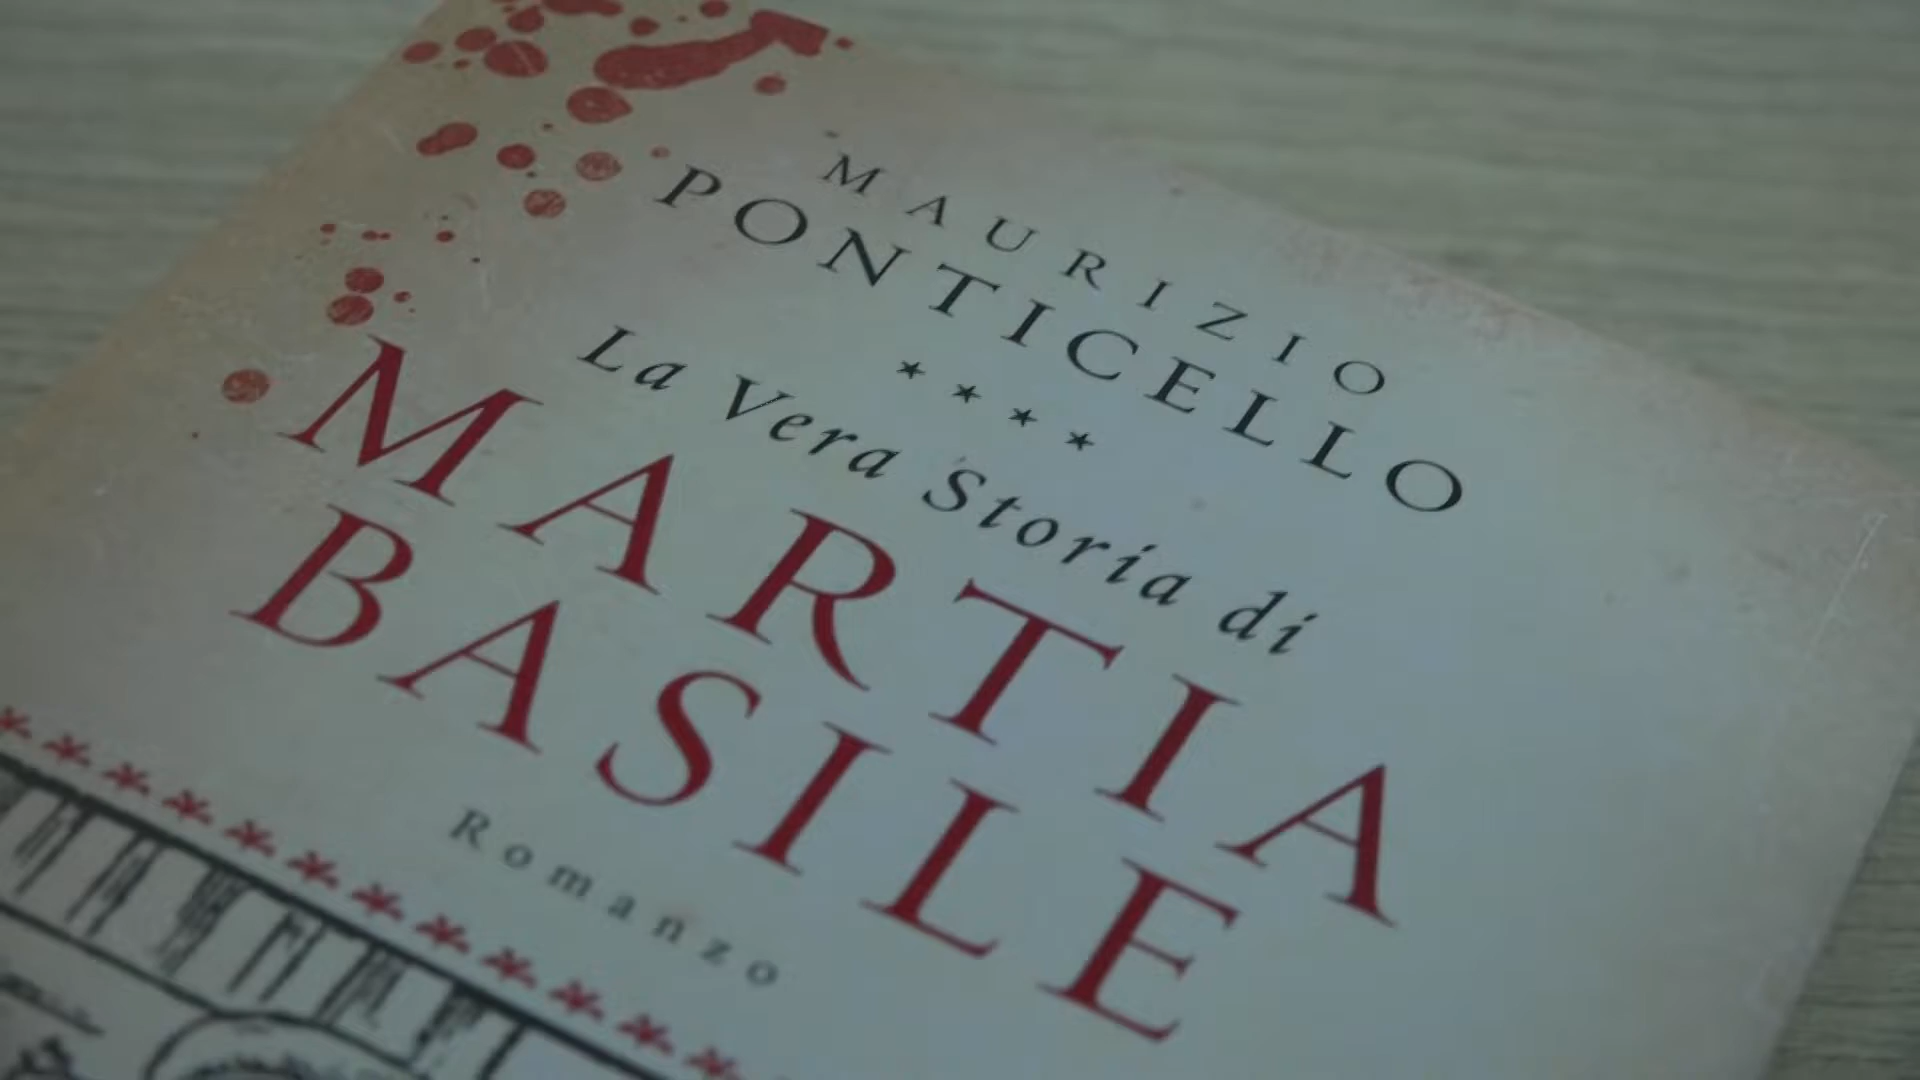 MAURIZIO
PONTICELLO
La Vera Storia di
MARTIA
BASILE
Romanzo